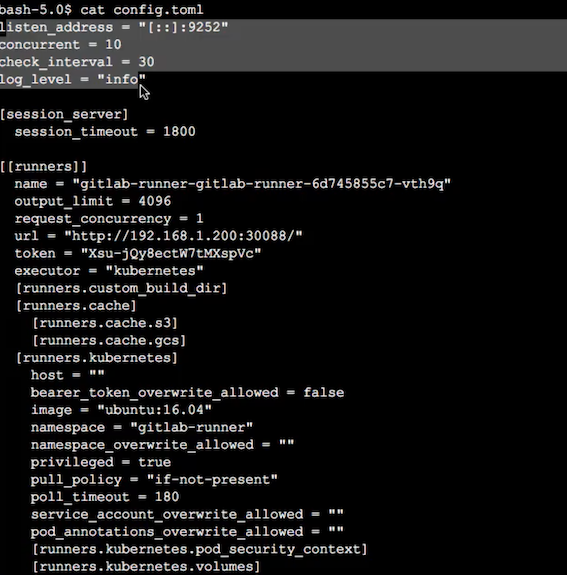 bash-5.0$ cat config.toml
listen_address = "[::]:9252"
concurrent = 10
check_interval = 30
log_level = "info"
[session_server]
session_timeout = 1800
[[runners]]
name = "gitlab-runner-gitlab-runner-6d745855c7-vth9q"
output_limit = 4096
request_concurrency = 1
url = "http://192.168.1.200:30088/"
token = "Xsu-jQy8ectW7tMXspVc"
executor = "kubernetes"
[runners.custom_build_dir]
[runners.cache]
[runners.cache.s3]
[runners.cache.gcs]
[runners.kubernetes]
host = ""
bearer_token_overwrite_allowed = false
image = "ubuntu:16.04"
namespace = "gitlab-runner"
namespace_overwrite_allowed = ""
privileged = true
pull_policy = "if-not-present"
poll_timeout = 180
service_account_overwrite_allowed = ""
pod_annotations_overwrite_allowed = ""
[runners.kubernetes.pod_security_context]
[runners.kubernetes.volumes]